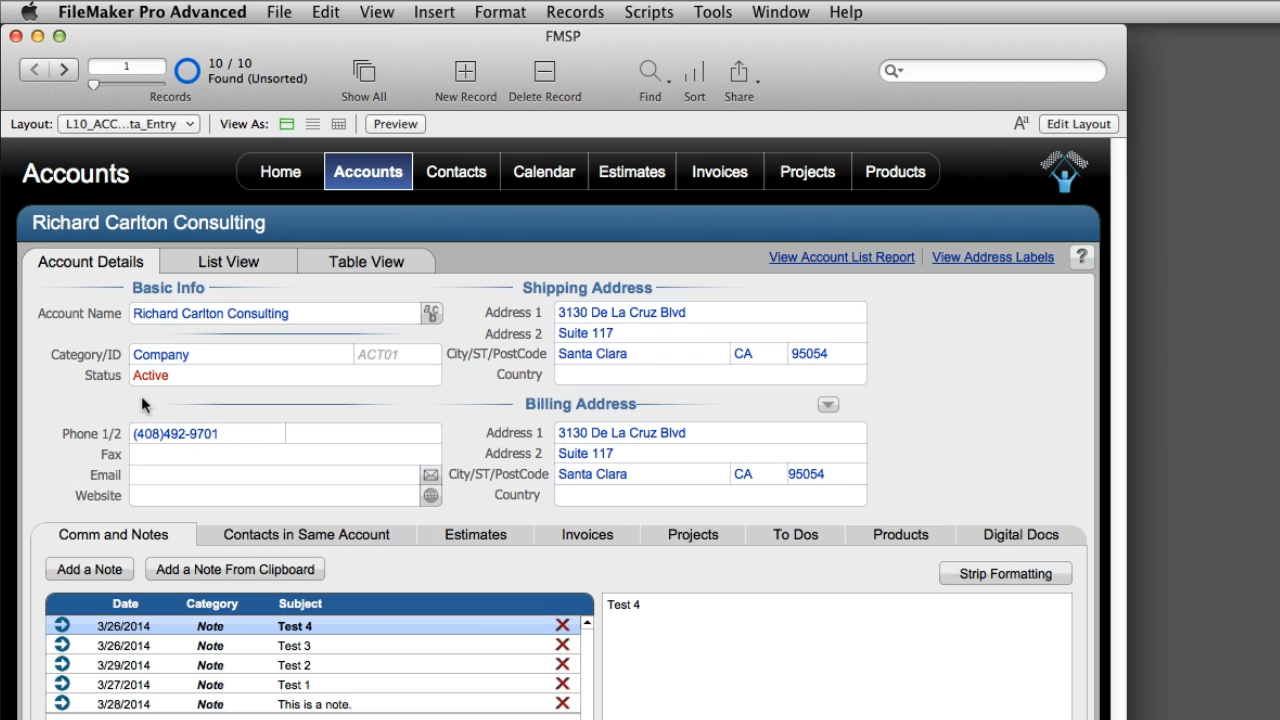 FileMaker Pro Advanced File Edit View Insert Format Records Scripts Tools Window Help
FMSP
1
10 / 10
Found (Unsorted)
Records Show All New Record Delete Record Find Sort Share
Layout: L10_ACC...ta_Entry View As: Preview Aa Edit Layout
Accounts Home Accounts Contacts Calendar Estimates Invoices Projects Products
Richard Carlton Consulting
Account Details List View Table View View Account List Report View Address Labels ?
Basic Info Shipping Address
Account Name Richard Carlton Consulting Address 1 3130 De La Cruz Blvd
Address 2 Suite 117
Category/ID Company ACT01 City/ST/PostCode Santa Clara CA 95054
Status Active Country
Billing Address
Phone 1/2 (408)492-9701 Address 1 3130 De La Cruz Blvd
Fax Address 2 Suite 117
Email City/ST/PostCode Santa Clara CA 95054
Website Country
Comm and Notes Contacts in Same Account Estimates Invoices Projects To Dos Products Digital Docs
Add a Note Add a Note From Clipboard Strip Formatting
Date Category Subject Test 4
3/26/2014 Note Test 4
3/26/2014 Note Test 3
3/29/2014 Note Test 2
3/27/2014 Note Test 1
3/28/2014 Note This is a note.